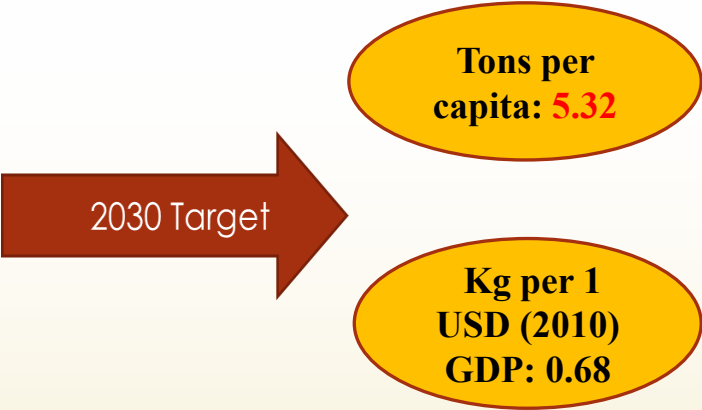 Tons per
capita: 5.32
2030 Target
Kg per 1
USD (2010)
GDP: 0.68